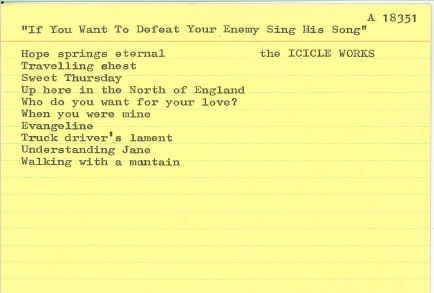 A 18351
"If You Want To Defeat Your Enemy Sing His Song"
Hope springs eternal the ICICLE WORKS
Travelling shest
Sweet Thursday
Up here in the North of England
Who do you want for your love?
When you were mine
Evangeline
Truck driver's lament
Understanding Jane
Walking with a muntain